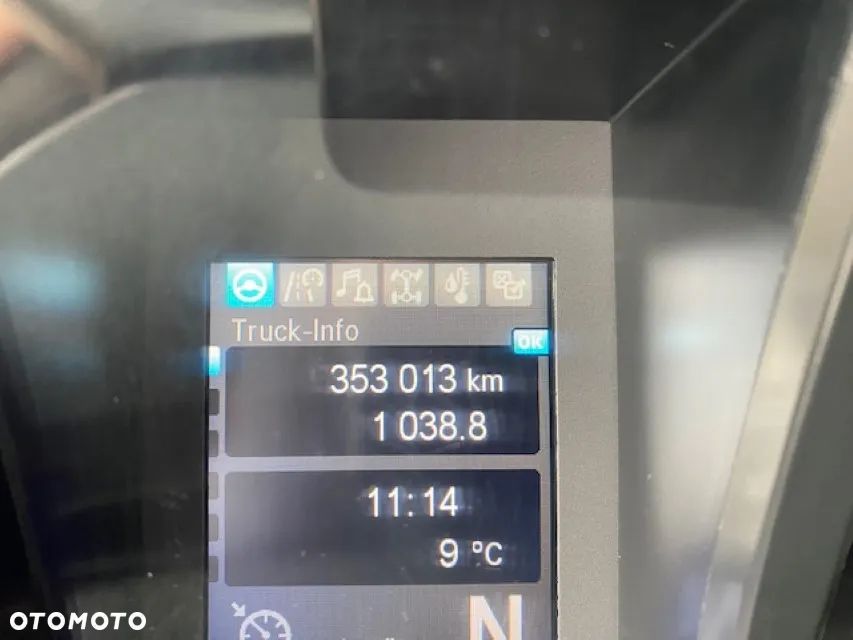 Truck-Info
OK
353 013 km
1 038.8
11:14
9 °C
N
OTOMOTO